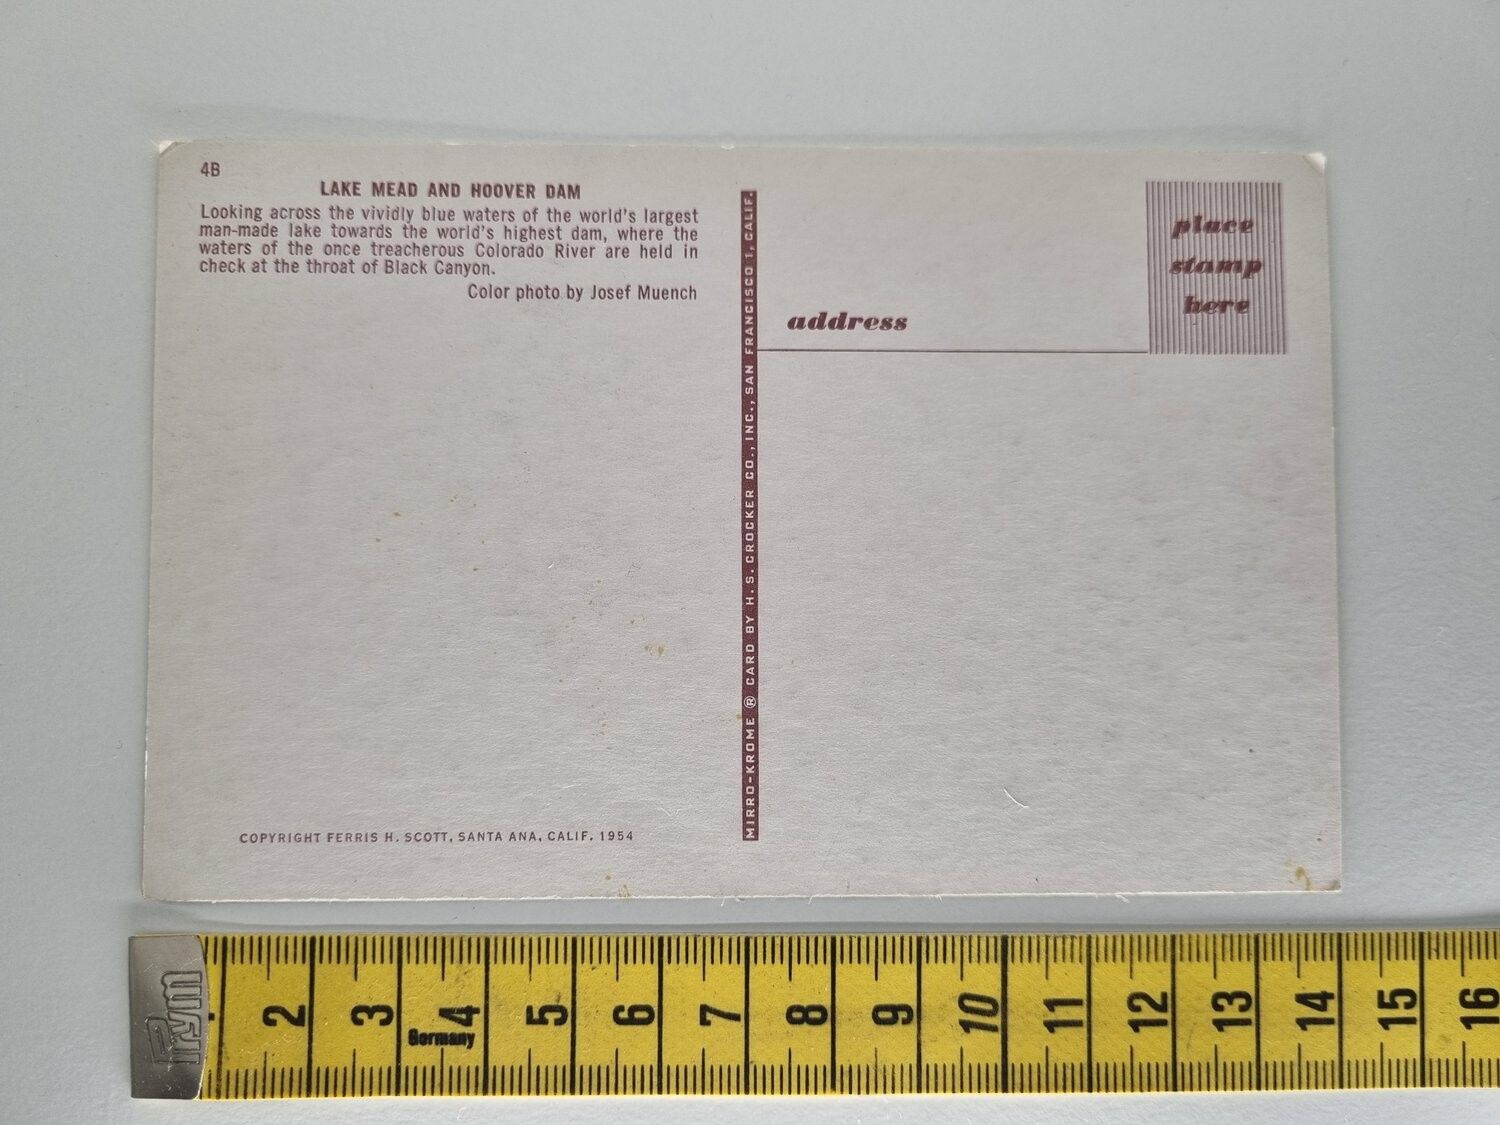 4B
LAKE MEAD AND HOOVER DAM
Looking across the vividly blue waters of the world's largest
man-made lake towards the world's highest dam, where the
waters of the once treacherous Colorado River are held in
check at the throat of Black Canyon.
Color photo by Josef Muench
COPYRIGHT FERRIS H. SCOTT, SANTA ANA, CALIF. 1954
MIRRO-KROME ® CARD BY H. S. CROCKER CO., INC., SAN FRANCISCO 1, CALIF.
address
place
stamp
here
Prym
1 2 3 4 5 6 7 8 9 10 11 12 13 14 15 16
Germany